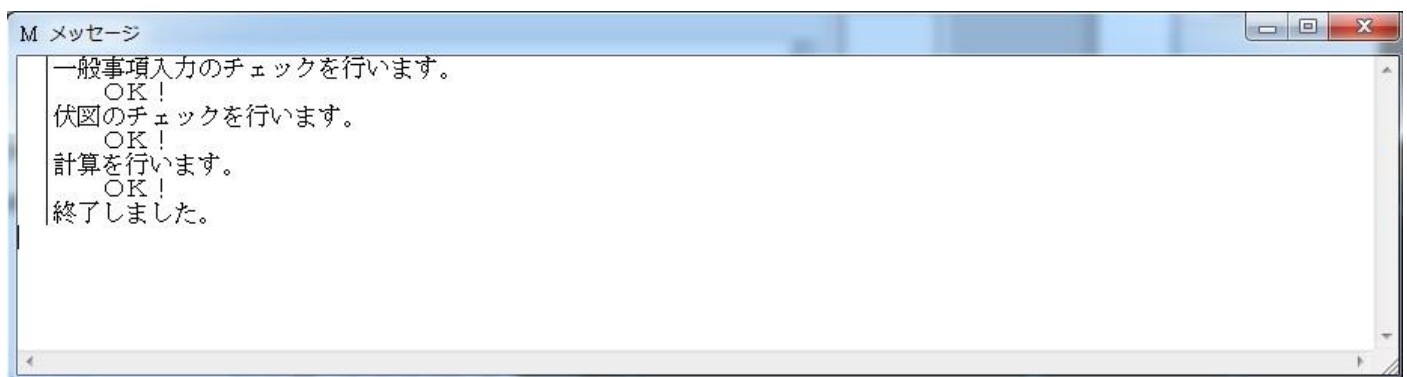 M メッセージ
一般事項入力のチェックを行います。
ＯＫ！
伏図のチェックを行います。
ＯＫ！
計算を行います。
ＯＫ！
終了しました。